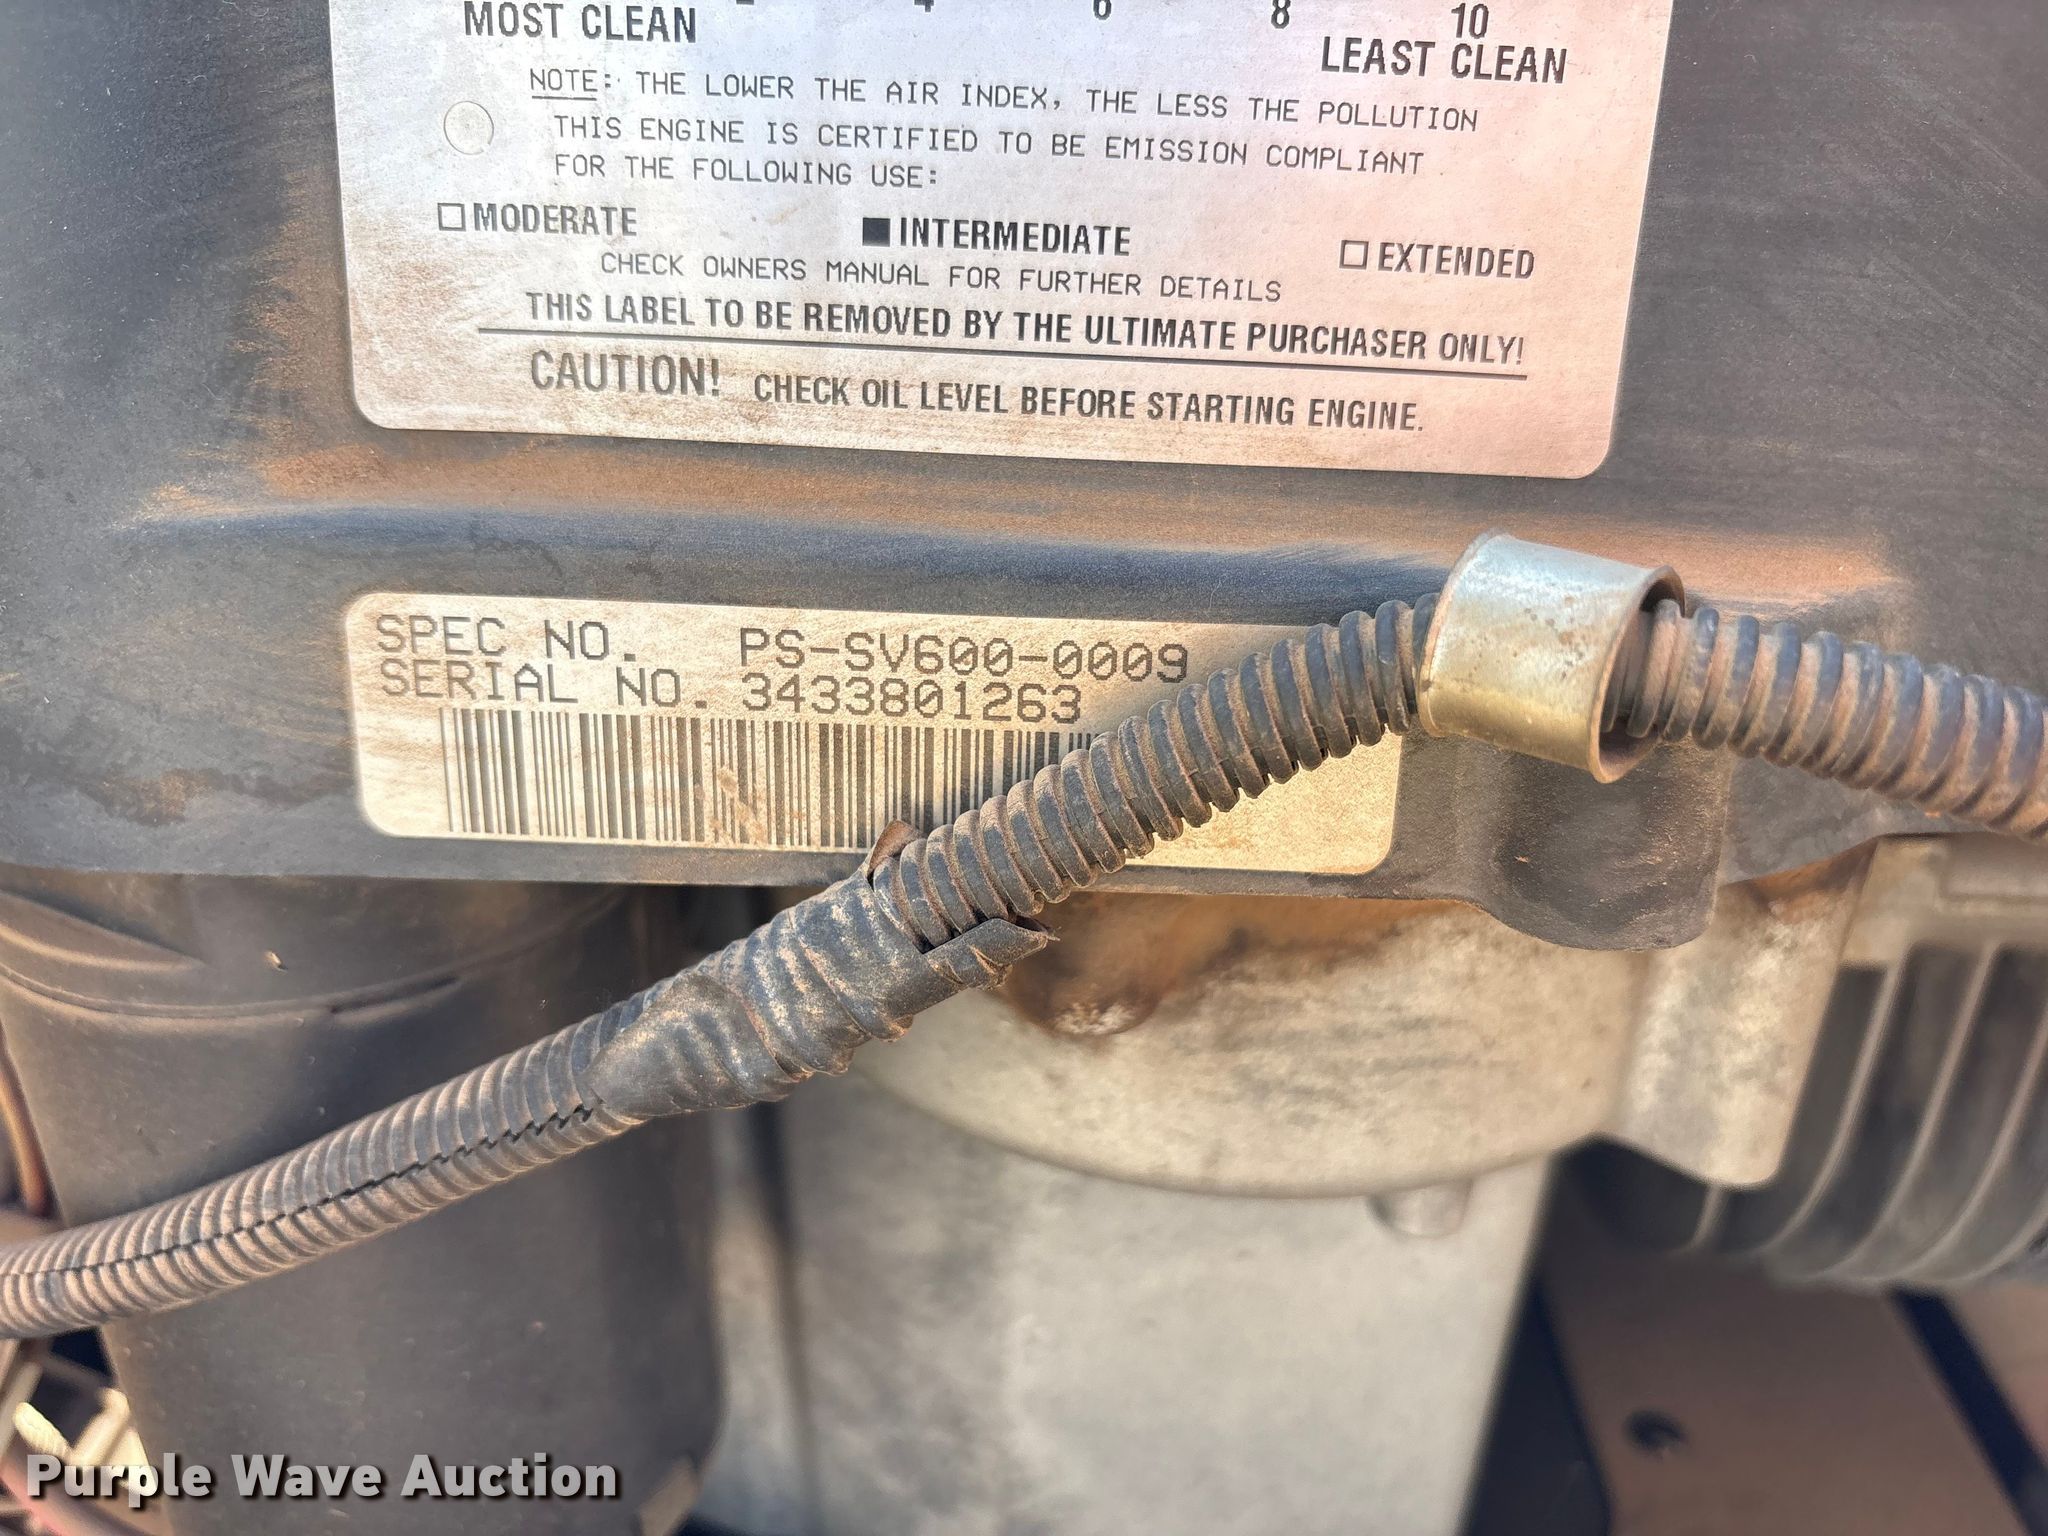 2 4 6 8 10
MOST CLEAN LEAST CLEAN
NOTE: THE LOWER THE AIR INDEX, THE LESS THE POLLUTION
THIS ENGINE IS CERTIFIED TO BE EMISSION COMPLIANT
FOR THE FOLLOWING USE:
☐ MODERATE ■ INTERMEDIATE ☐ EXTENDED
CHECK OWNERS MANUAL FOR FURTHER DETAILS
THIS LABEL TO BE REMOVED BY THE ULTIMATE PURCHASER ONLY!
CAUTION! CHECK OIL LEVEL BEFORE STARTING ENGINE.
SPEC NO. PS-SV600-0009
SERIAL NO. 3433801263
Purple Wave Auction